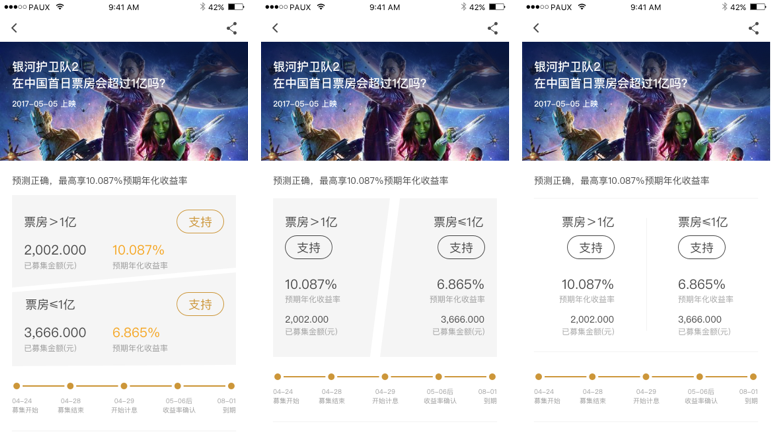 PAUX
9:41 AM
42%
银河护卫队2
在中国首日票房会超过1亿吗?
2017-05-05 上映
预测正确，最高享10.087%预期年化收益率
票房＞1亿
支持
2,002.000
10.087%
已募集金额(元)
预期年化收益率
票房≤1亿
支持
3,666.000
6.865%
已募集金额(元)
预期年化收益率
04-24
04-28
04-29
05-06后
08-01
募集开始
募集结束
开始计息
收益率确认
到期
PAUX
9:41 AM
42%
银河护卫队2
在中国首日票房会超过1亿吗?
2017-05-05 上映
预测正确，最高享10.087%预期年化收益率
票房＞1亿
票房≤1亿
支持
支持
10.087%
6.865%
预期年化收益率
预期年化收益率
2,002.000
3,666.000
已募集金额(元)
已募集金额(元)
04-24
04-28
04-29
05-06后
08-01
募集开始
募集结束
开始计息
收益率确认
到期
PAUX
9:41 AM
42%
银河护卫队2
在中国首日票房会超过1亿吗?
2017-05-05 上映
预测正确，最高享10.087%预期年化收益率
票房＞1亿
票房≤1亿
支持
支持
10.087%
6.865%
预期年化收益率
预期年化收益率
2,002.000
3,666.000
已募集金额(元)
已募集金额(元)
04-24
04-28
04-29
05-06后
08-01
募集开始
募集结束
开始计息
收益率确认
到期